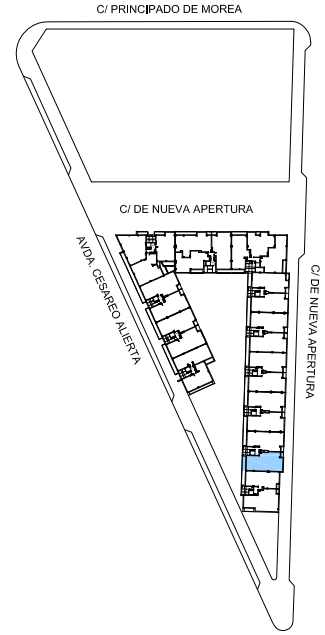 C/ PRINCIPADO DE MOREA
C/ DE NUEVA APERTURA
AVDA. CESAREO ALIERTA
C/ DE NUEVA APERTURA